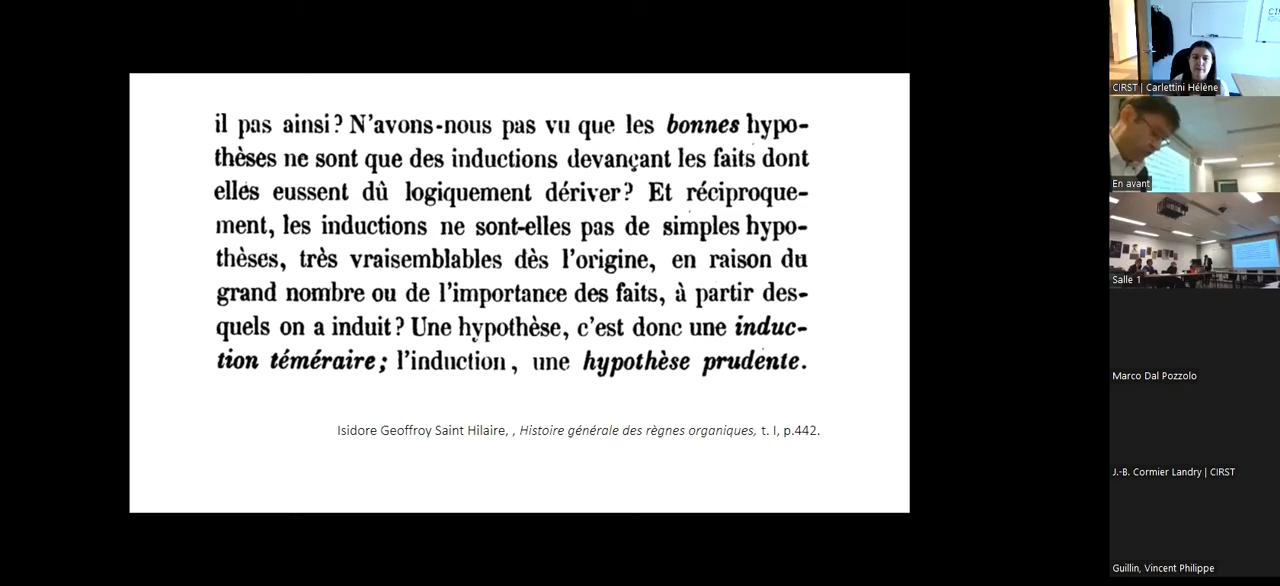 il pas ainsi? N'avons-nous pas vu que les bonnes hypo-
thèses ne sont que des inductions devançant les faits dont
elles eussent dû logiquement dériver? Et réciproque-
ment, les inductions ne sont-elles pas de simples hypo-
thèses, très vraisemblables dès l'origine, en raison du
grand nombre ou de l'importance des faits, à partir des-
quels on a induit? Une hypothèse, c'est donc une induc-
tion téméraire; l'induction, une hypothèse prudente.
Isidore Geoffroy Saint Hilaire, , Histoire générale des règnes organiques, t. I, p.442.
CIRST | Carlettini Hélène
En avant
Salle 1
Marco Dal Pozzolo
J.-B. Cormier Landry | CIRST
Guillin, Vincent Philippe